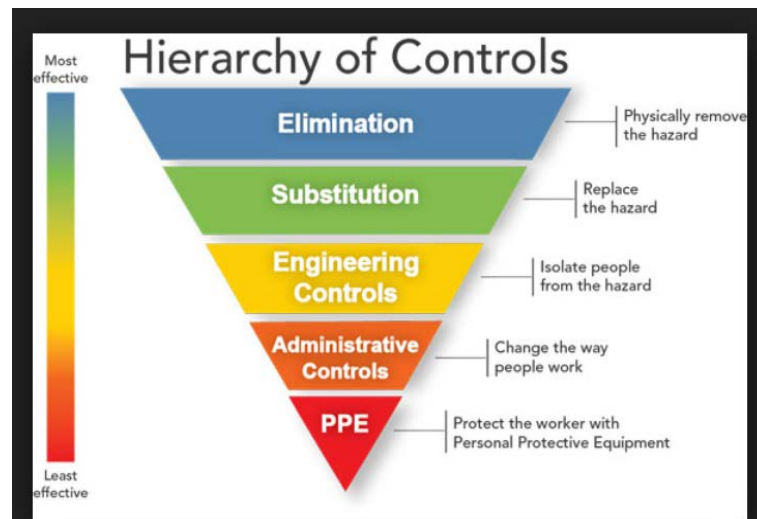 Hierarchy of Controls
Most
effective
Elimination
Physically remove
the hazard
Substitution
Replace
the hazard
Engineering
Controls
Isolate people
from the hazard
Administrative
Controls
Change the way
people work
PPE
Protect the worker with
Personal Protective Equipment
Least
effective